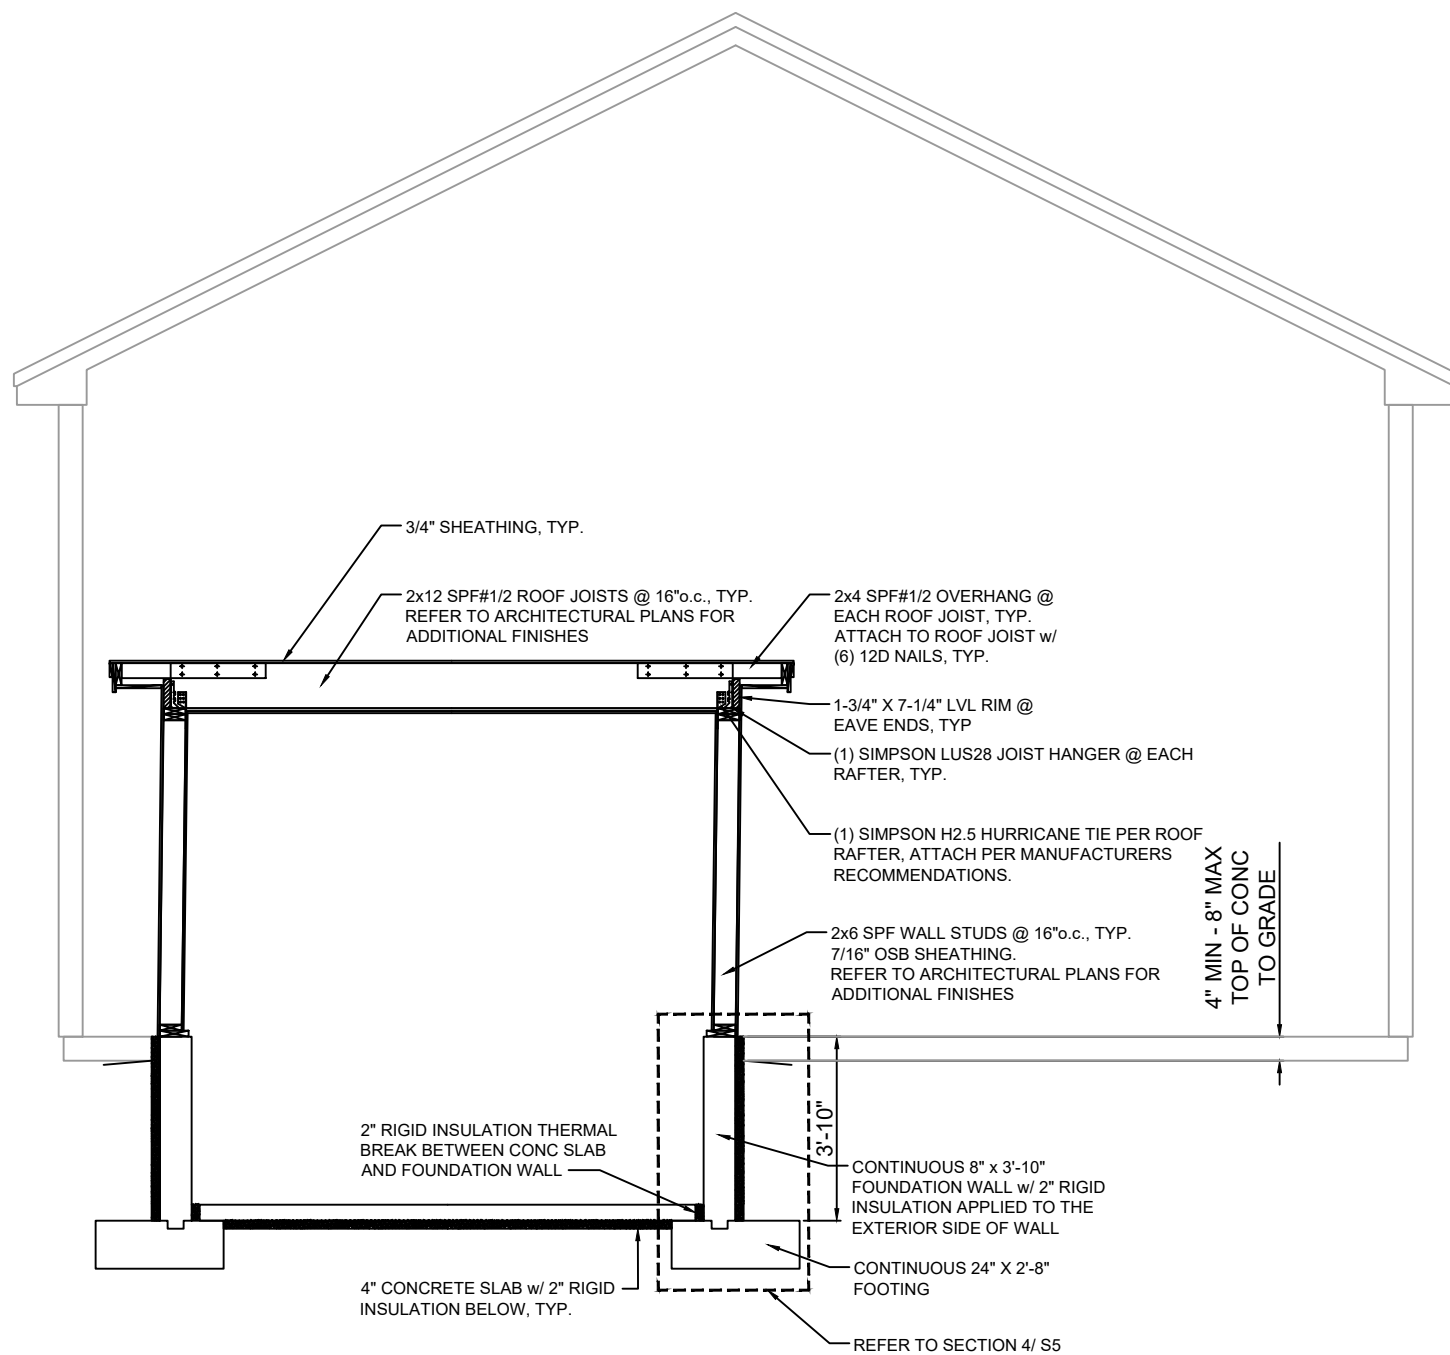 3/4" SHEATHING, TYP.
2x12 SPF#1/2 ROOF JOISTS @ 16"o.c., TYP.
REFER TO ARCHITECTURAL PLANS FOR
ADDITIONAL FINISHES
2x4 SPF#1/2 OVERHANG @
EACH ROOF JOIST, TYP.
ATTACH TO ROOF JOIST w/
(6) 12D NAILS, TYP.
1-3/4" X 7-1/4" LVL RIM @
EAVE ENDS, TYP
(1) SIMPSON LUS28 JOIST HANGER @ EACH
RAFTER, TYP.
(1) SIMPSON H2.5 HURRICANE TIE PER ROOF
RAFTER, ATTACH PER MANUFACTURERS
RECOMMENDATIONS.
2x6 SPF WALL STUDS @ 16"o.c., TYP.
7/16" OSB SHEATHING.
REFER TO ARCHITECTURAL PLANS FOR
ADDITIONAL FINISHES
4" MIN - 8" MAX
TOP OF CONC
TO GRADE
3'-10"
2" RIGID INSULATION THERMAL
BREAK BETWEEN CONC SLAB
AND FOUNDATION WALL
CONTINUOUS 8" x 3'-10"
FOUNDATION WALL w/ 2" RIGID
INSULATION APPLIED TO THE
EXTERIOR SIDE OF WALL
CONTINUOUS 24" X 2'-8"
FOOTING
4" CONCRETE SLAB w/ 2" RIGID
INSULATION BELOW, TYP.
REFER TO SECTION 4/ S5